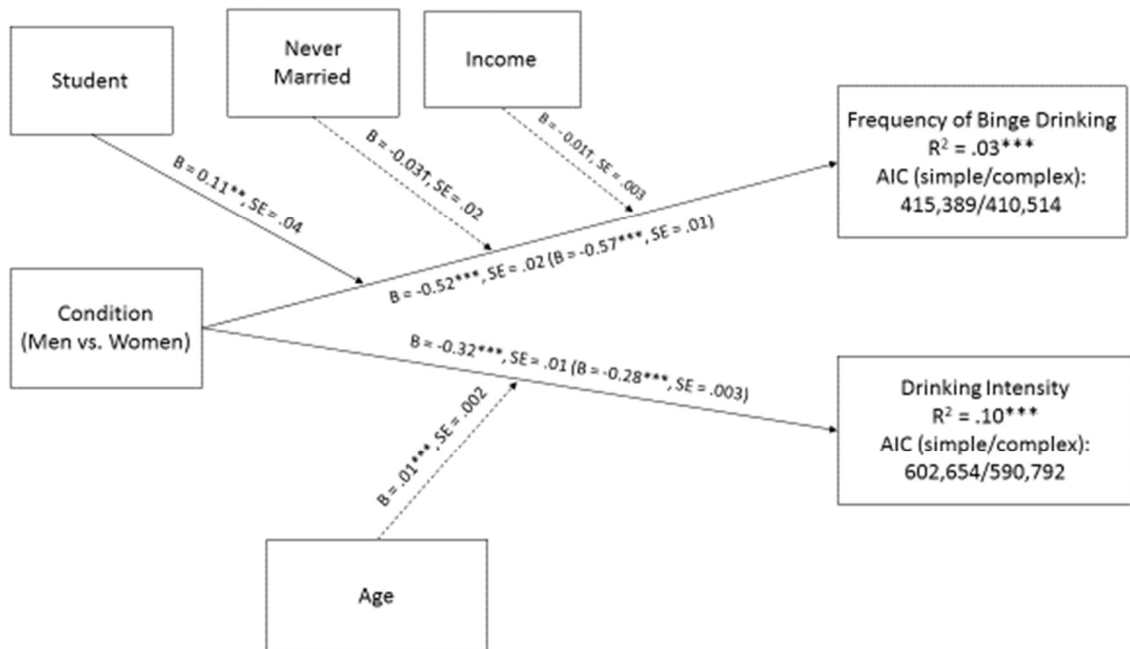 Student
Never
Married
Income
B = 0.11**, SE = .04
B = -0.03†, SE = .02
B = -0.01†, SE = .003
Frequency of Binge Drinking
R² = .03***
AIC (simple/complex):
415,389/410,514
B = -0.52***, SE = .02 (B = -0.57***, SE = .01)
Condition
(Men vs. Women)
B = -0.32***, SE = .01 (B = -0.28***, SE = .003)
Drinking Intensity
R² = .10***
AIC (simple/complex):
602,654/590,792
B = .01***, SE = .002
Age